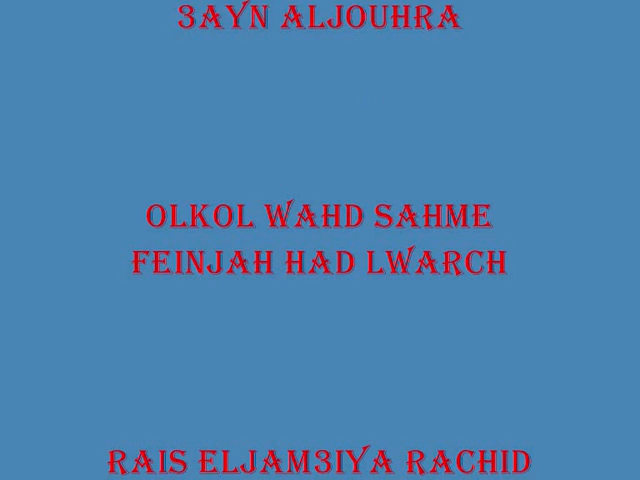 3AYN ALJOUHRA
OLKOL WAHD SAHME
FEINJAH HAD LWARCH
RAIS ELJAM3IYA RACHID